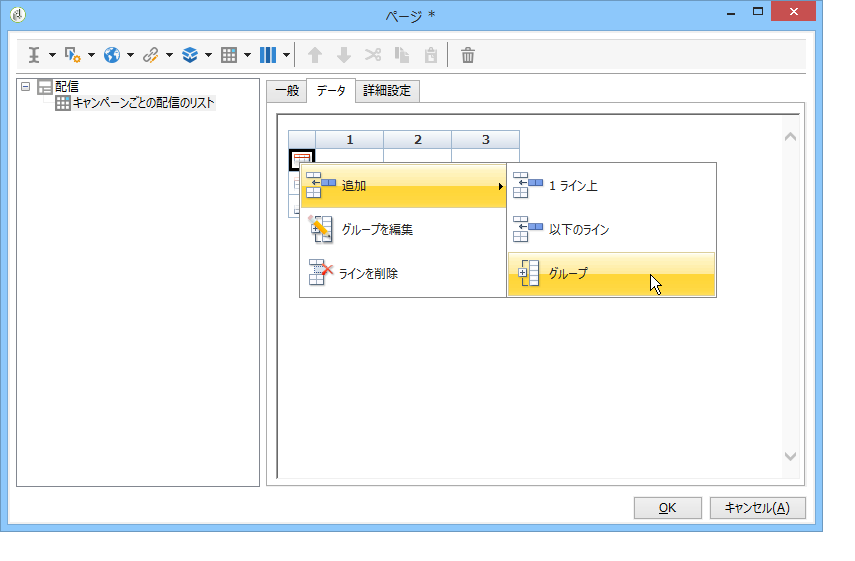 ページ *
配信
キャンペーンごとの配信のリスト
一般 データ 詳細設定
1 2 3
追加
グループを編集
ラインを削除
1 ライン上
以下のライン
グループ
OK キャンセル(A)